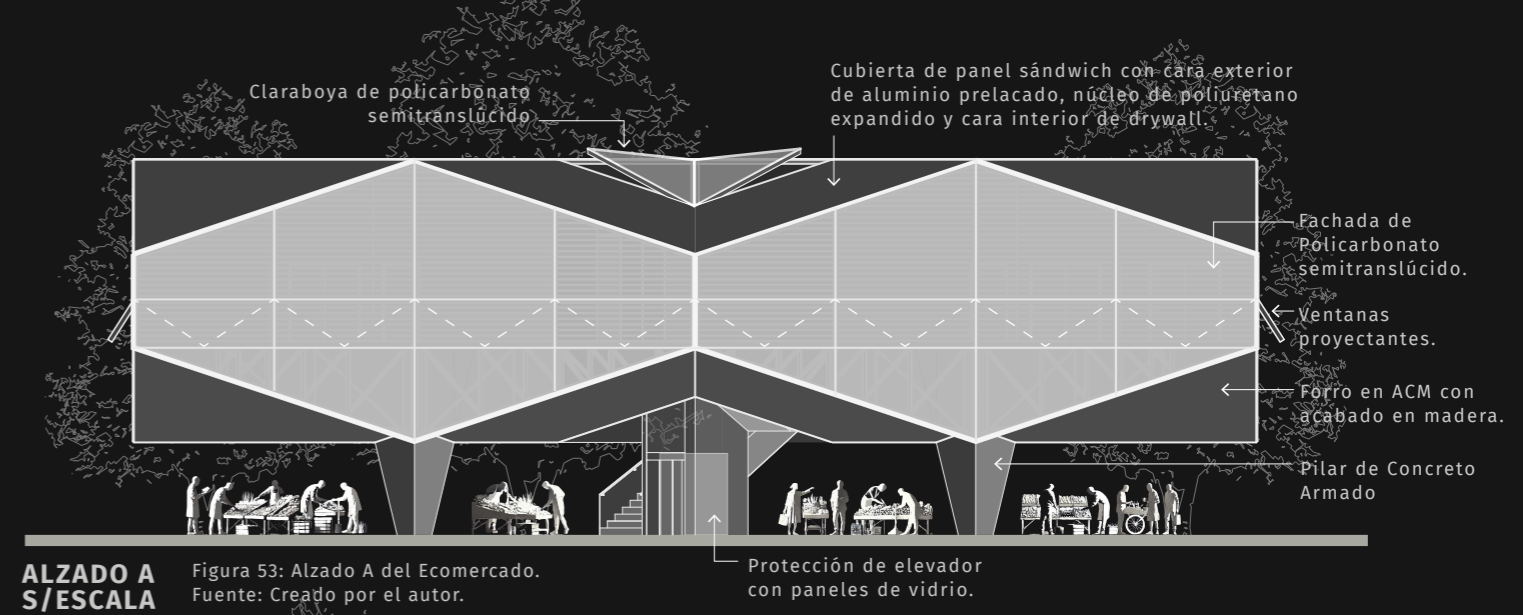 Claraboya de policarbonato
semitranslúcido
Cubierta de panel sándwich con cara exterior
de aluminio prelacado, núcleo de poliuretano
expandido y cara interior de drywall.
Fachada de
Policarbonato
semitranslúcido.
Ventanas
proyectantes.
Forro en ACM con
acabado en madera.
Pilar de Concreto
Armado
Protección de elevador
con paneles de vidrio.
ALZADO A
S/ESCALA
Figura 53: Alzado A del Ecomercado.
Fuente: Creado por el autor.